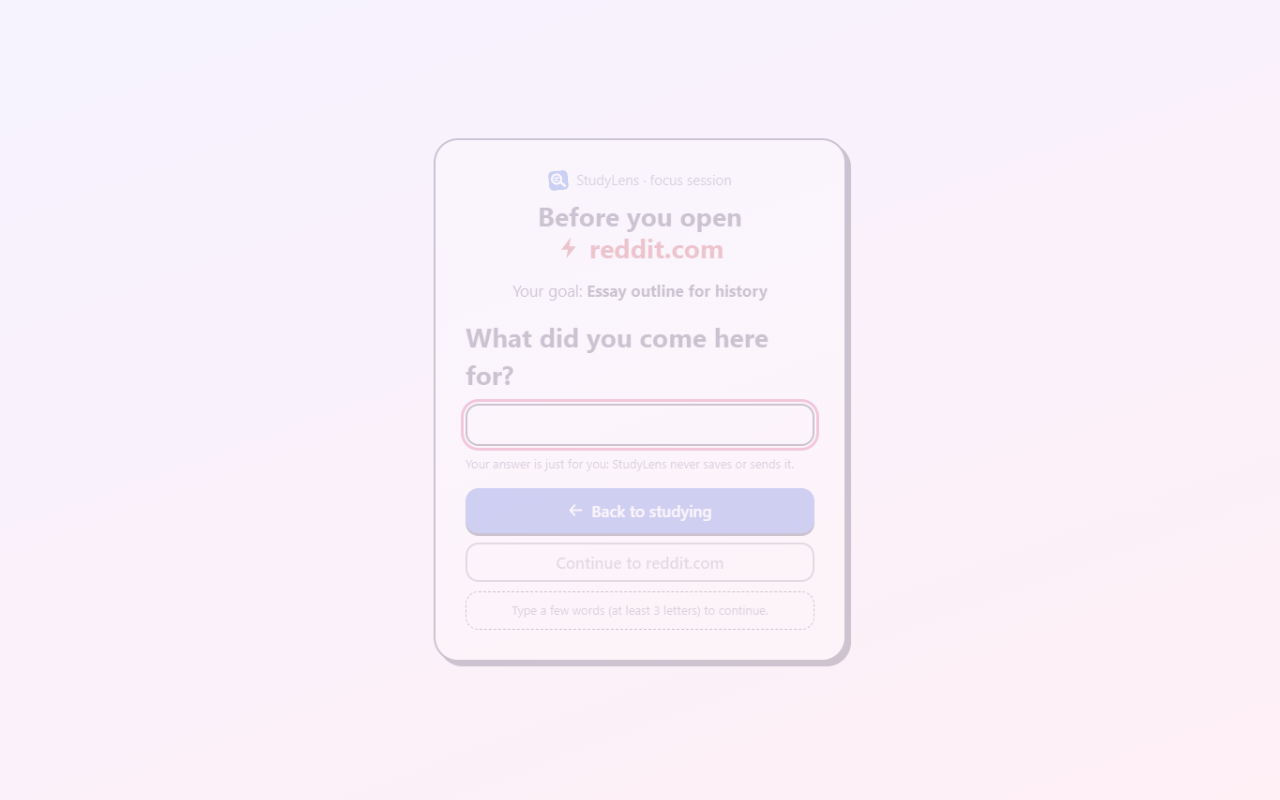 StudyLens · focus session
Before you open
reddit.com
Your goal: Essay outline for history
What did you come here
for?
Your answer is just for you: StudyLens never saves or sends it.
← Back to studying
Continue to reddit.com
Type a few words (at least 3 letters) to continue.